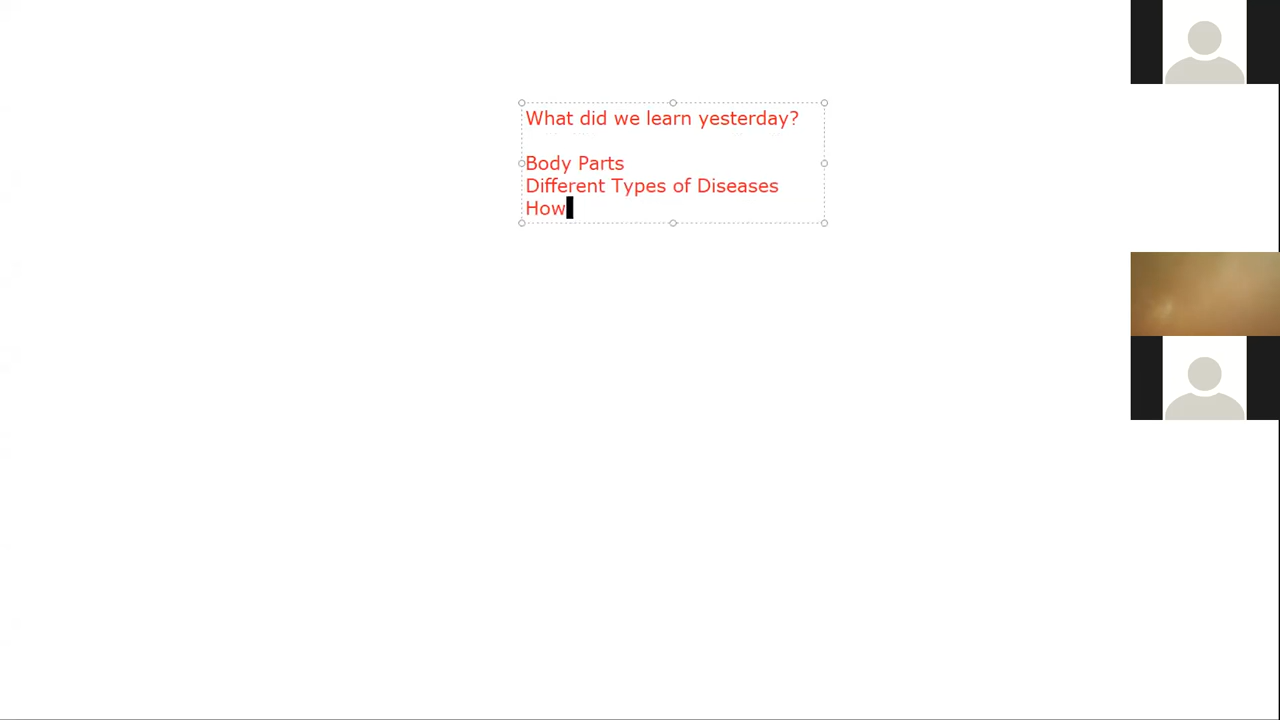 What did we learn yesterday?
Body Parts
Different Types of Diseases
How